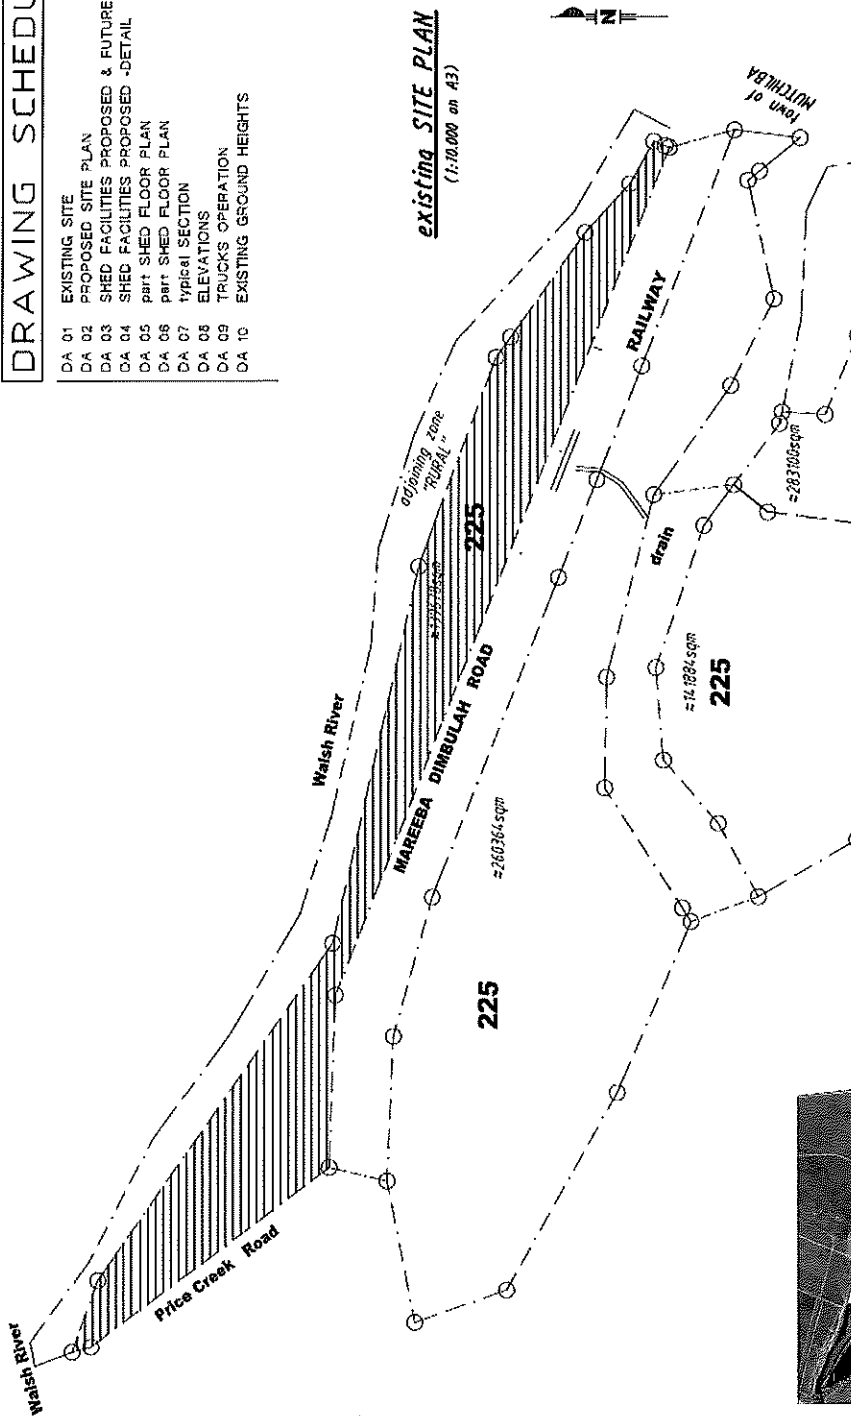 DRAWING SCHEDU
DA 01 EXISTING SITE
DA 02 PROPOSED SITE PLAN
DA 03 SHED FACILITIES PROPOSED & FUTURE
DA 04 SHED FACILITIES PROPOSED -DETAIL
DA 05 part SHED FLOOR PLAN
DA 06 part SHED FLOOR PLAN
DA 07 typical SECTION
DA 08 ELEVATIONS
DA 09 TRUCKS OPERATION
DA 10 EXISTING GROUND HEIGHTS
existing SITE PLAN
(1:10.000 on A3)
N
town of
MUTCHILBA
RAILWAY
adjoining zone
"RURAL"
225
Walsh River
MAREEBA DIMBULAH ROAD
drain
≈283100sqm
≈141884sqm
225
≈260364sqm
225
Price Creek Road
Walsh River